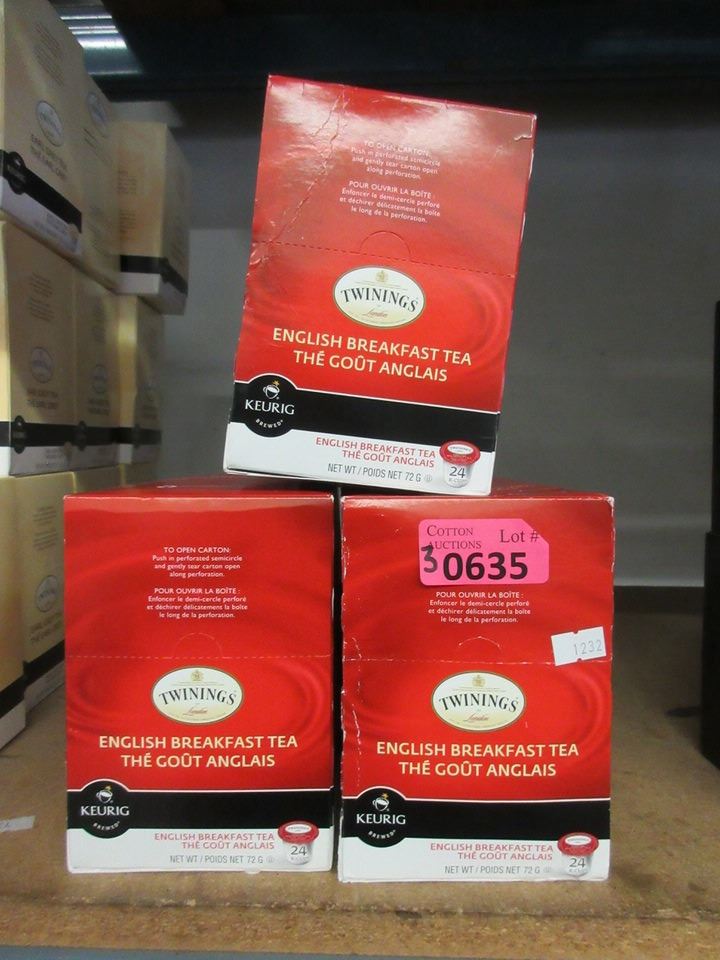 TO OPEN CARTON:
Push in perforated semicircle
and gently tear carton open
along perforation.
POUR OUVRIR LA BOÎTE :
Enfoncer le demi-cercle perforé
et déchirer délicatement la boîte
le long de la perforation.
TWININGS
of
London
ENGLISH BREAKFAST TEA
THÉ GOÛT ANGLAIS
KEURIG
BREWED
ENGLISH BREAKFAST TEA
THÉ GOÛT ANGLAIS
NET WT / POIDS NET 72 G
24
K-CUP
TO OPEN CARTON:
Push in perforated semicircle
and gently tear carton open
along perforation.
POUR OUVRIR LA BOÎTE :
Enfoncer le demi-cercle perforé
et déchirer délicatement la boîte
le long de la perforation.
TWININGS
of
London
ENGLISH BREAKFAST TEA
THÉ GOÛT ANGLAIS
KEURIG
BREWED
ENGLISH BREAKFAST TEA
THÉ GOÛT ANGLAIS
NET WT / POIDS NET 72 G
24
COTTON
AUCTIONS
Lot #
30635
POUR OUVRIR LA BOÎTE :
Enfoncer le demi-cercle perforé
et déchirer délicatement la boîte
le long de la perforation.
1232
TWININGS
of
London
ENGLISH BREAKFAST TEA
THÉ GOÛT ANGLAIS
KEURIG
BREWED
ENGLISH BREAKFAST TEA
THÉ GOÛT ANGLAIS
NET WT / POIDS NET 72 G
24